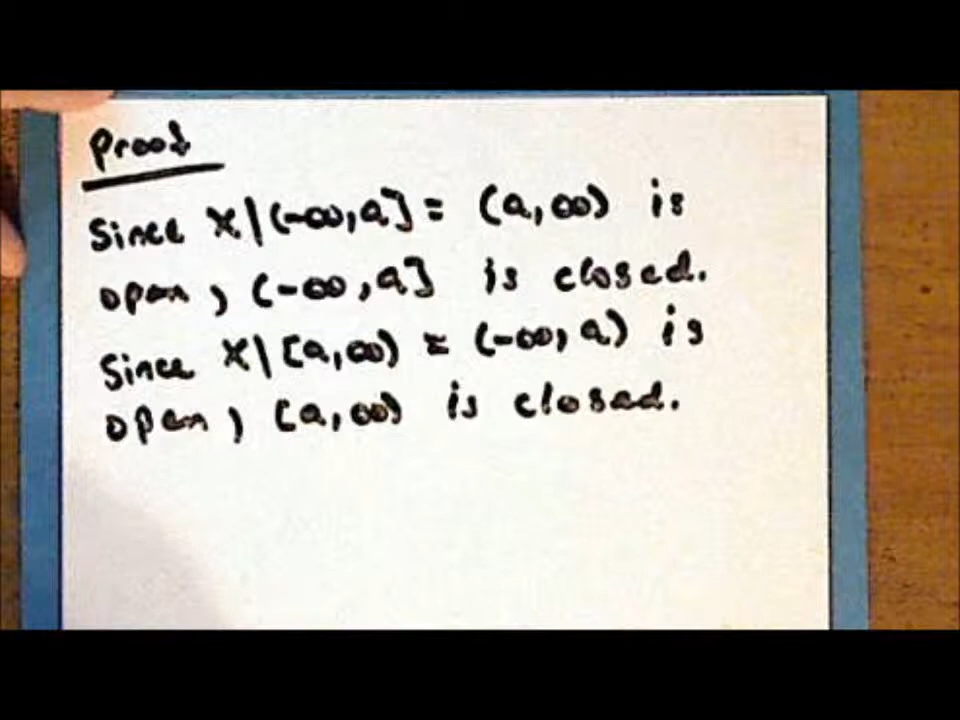 Proof
Since X\(-∞,a] = (a,∞) is
open, (-∞,a] is closed.
Since X\[a,∞) = (-∞,a) is
open, [a,∞) is closed.